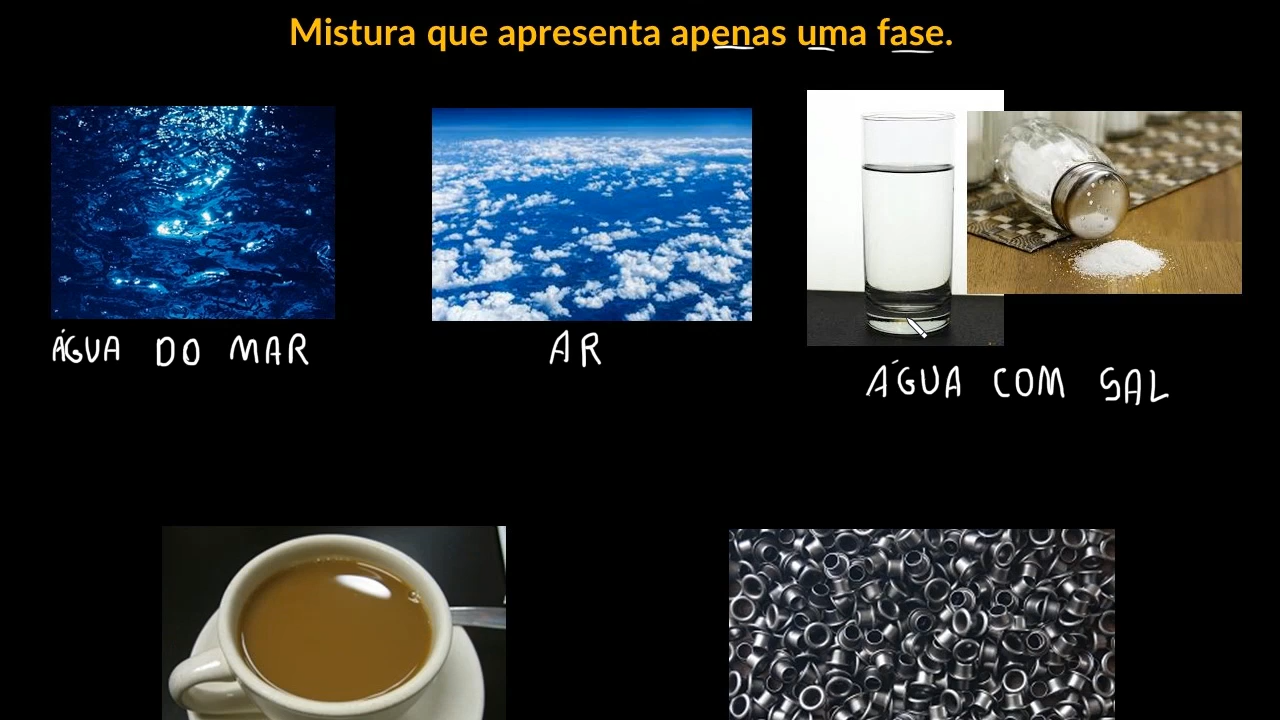 Mistura que apresenta apenas uma fase.
ÁGUA DO MAR
AR
ÁGUA COM SAL